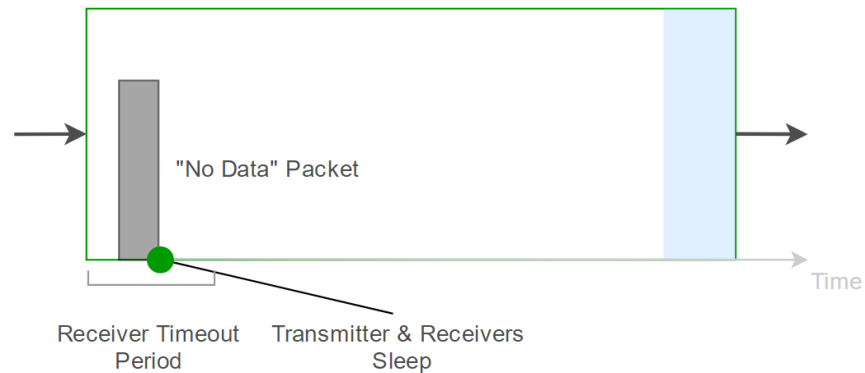 "No Data" Packet
Time
Receiver Timeout
Period
Transmitter & Receivers
Sleep